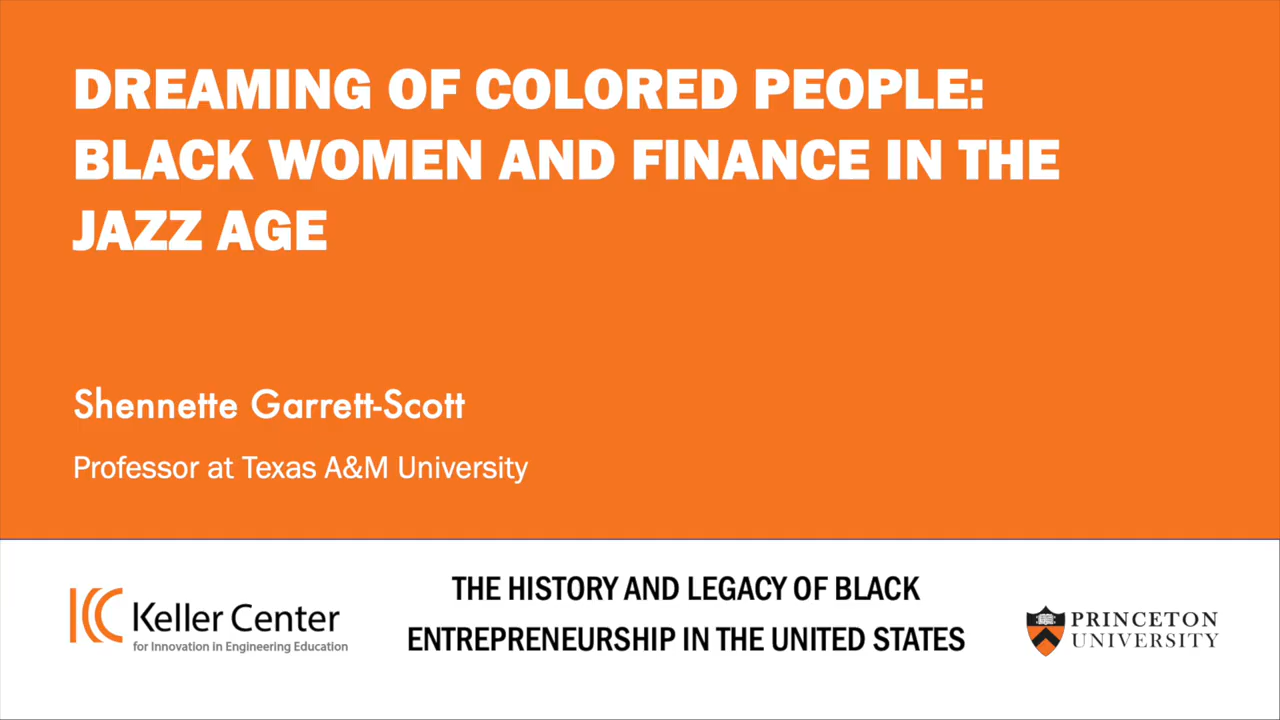 DREAMING OF COLORED PEOPLE:
BLACK WOMEN AND FINANCE IN THE
JAZZ AGE
Shennette Garrett-Scott
Professor at Texas A&M University
Keller Center
for Innovation in Engineering Education
THE HISTORY AND LEGACY OF BLACK
ENTREPRENEURSHIP IN THE UNITED STATES
PRINCETON
UNIVERSITY